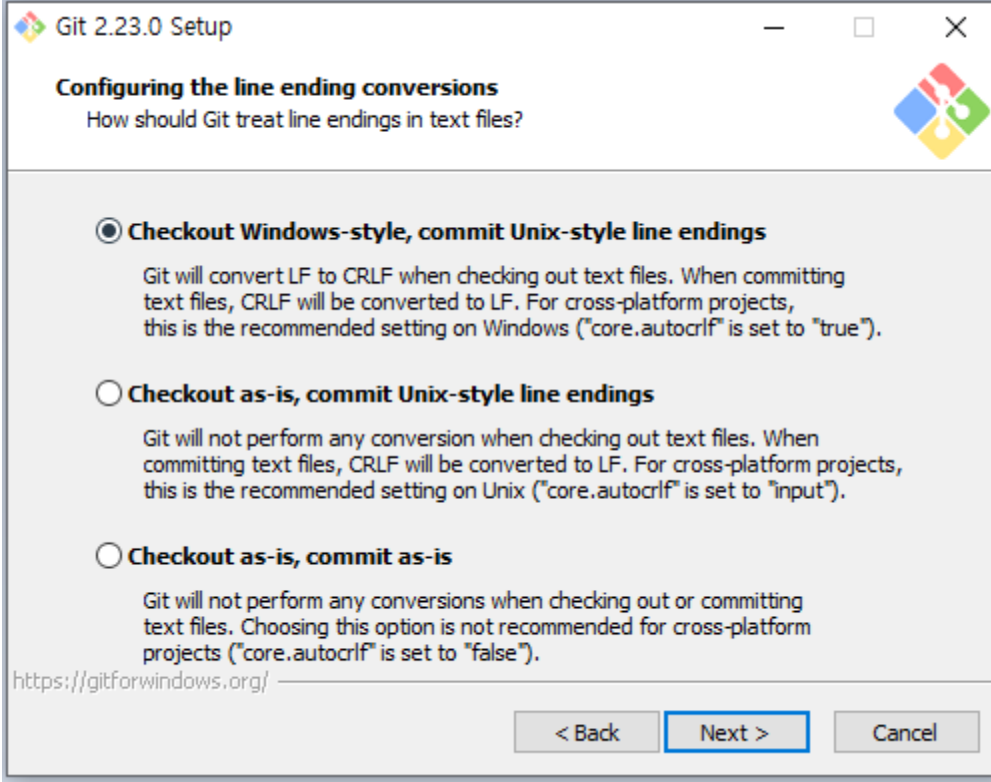 Git 2.23.0 Setup
Configuring the line ending conversions
How should Git treat line endings in text files?
Checkout Windows-style, commit Unix-style line endings
Git will convert LF to CRLF when checking out text files. When committing
text files, CRLF will be converted to LF. For cross-platform projects,
this is the recommended setting on Windows ("core.autocrlf" is set to "true").
Checkout as-is, commit Unix-style line endings
Git will not perform any conversion when checking out text files. When
committing text files, CRLF will be converted to LF. For cross-platform projects,
this is the recommended setting on Unix ("core.autocrlf" is set to "input").
Checkout as-is, commit as-is
Git will not perform any conversions when checking out or committing
text files. Choosing this option is not recommended for cross-platform
projects ("core.autocrlf" is set to "false").
https://gitforwindows.org/
< Back
Next >
Cancel